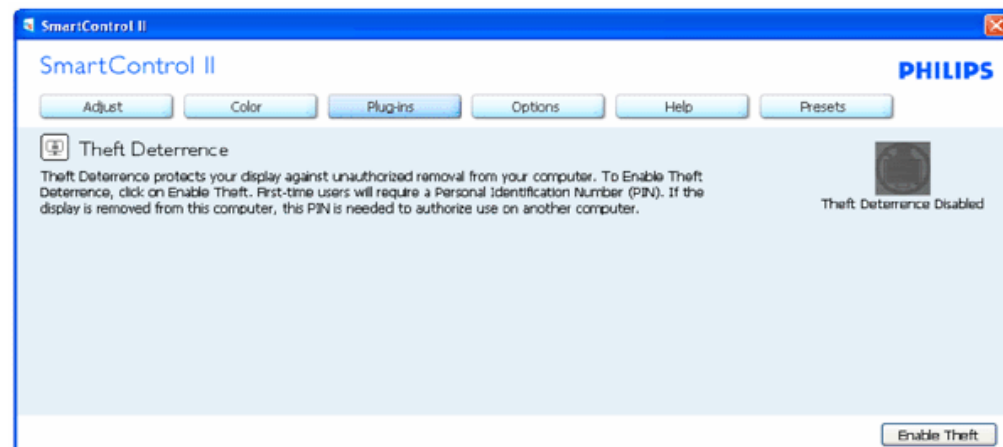 SmartControl II
SmartControl II
PHILIPS
Adjust Color Plug-ins Options Help Presets
Theft Deterrence
Theft Deterrence protects your display against unauthorized removal from your computer. To Enable Theft
Deterrence, click on Enable Theft. First-time users will require a Personal Identification Number (PIN). If the
display is removed from this computer, this PIN is needed to authorize use on another computer.
Theft Deterrence Disabled
Enable Theft